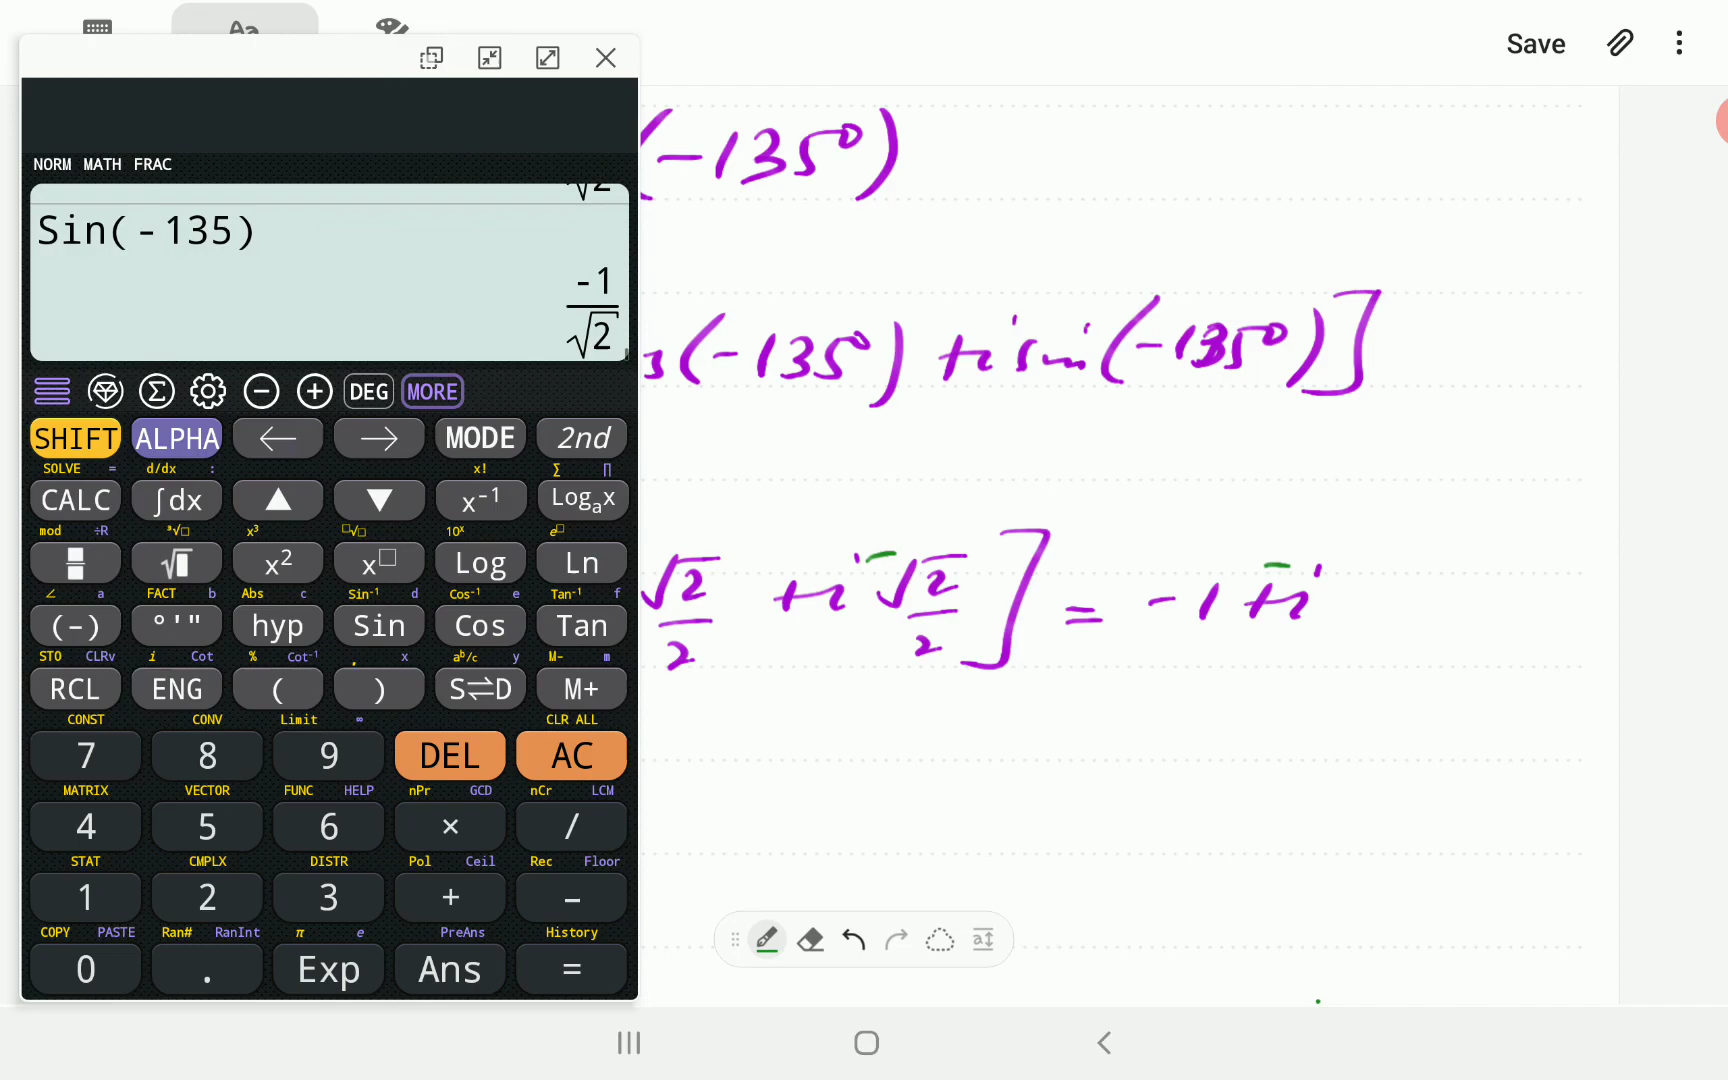 Aa
Save
NORM MATH FRAC
√2
Sin(-135)
-1
√2
DEG MORE
SHIFT ALPHA ← → MODE 2nd
SOLVE = d/dx : x! Σ ∏
CALC ∫dx ▲ ▼ x⁻¹ Logₐx
mod ÷R ³√□ x³ □√□ 10ˣ e□
x² x□ Log Ln
∠ a FACT b Abs c Sin⁻¹ d Cos⁻¹ e Tan⁻¹ f
(-) °'" hyp Sin Cos Tan
STO CLRv i Cot % Cot⁻¹ , x aᵇ/c y M- m
RCL ENG ( ) S⇌D M+
CONST CONV Limit ∞ CLR ALL
7 8 9 DEL AC
MATRIX VECTOR FUNC HELP nPr GCD nCr LCM
4 5 6 × /
STAT CMPLX DISTR Pol Ceil Rec Floor
1 2 3 + -
COPY PASTE Ran# RanInt π e PreAns History
0 . Exp Ans =
(-135°)
s(-135°) + i sin(-135°)]
√2/2 + i -√2/2] = -1 + -i